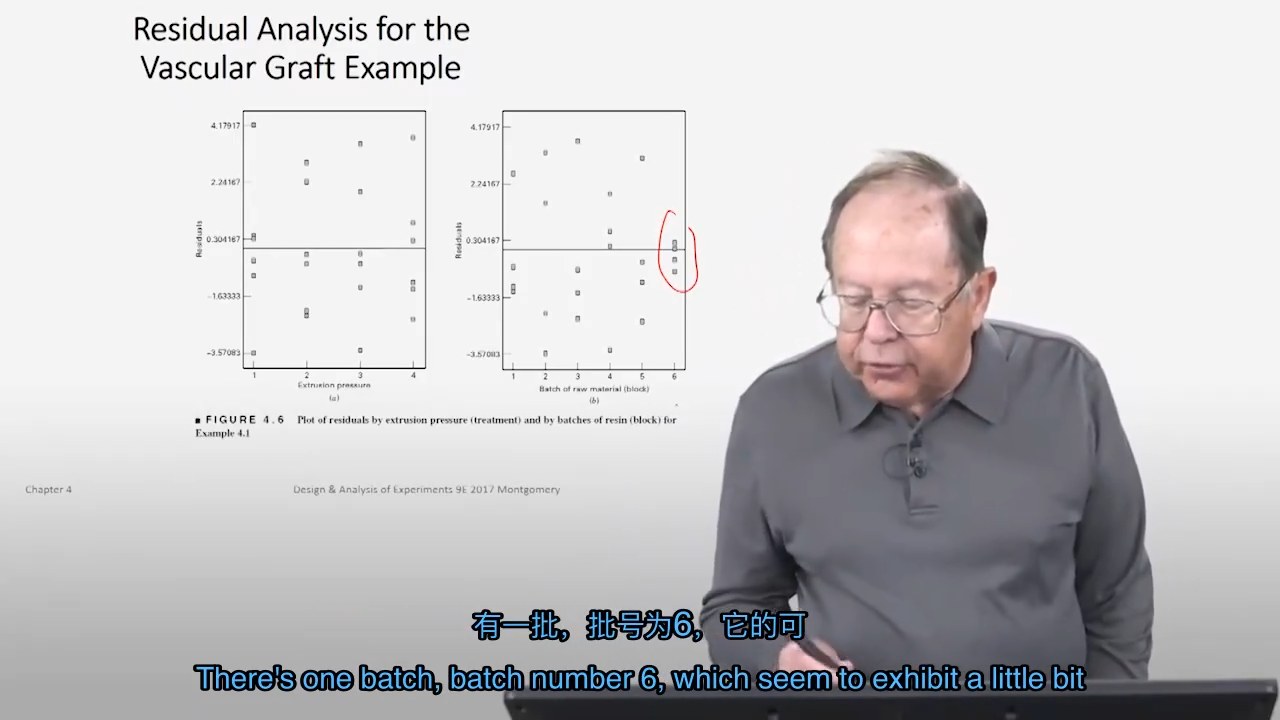 Residual Analysis for the
Vascular Graft Example
4.17917
2.24167
0.304167
-1.63333
-3.57083
Residuals
1 2 3 4
Extrusion pressure
(a)
4.17917
2.24167
0.304167
-1.63333
-3.57083
Residuals
1 2 3 4 5 6
Batch of raw material (block)
(b)
■ FIGURE 4.6 Plot of residuals by extrusion pressure (treatment) and by batches of resin (block) for
Example 4.1
Chapter 4
Design & Analysis of Experiments 9E 2017 Montgomery
有一批，批号为6，它的可
There's one batch, batch number 6, which seem to exhibit a little bit